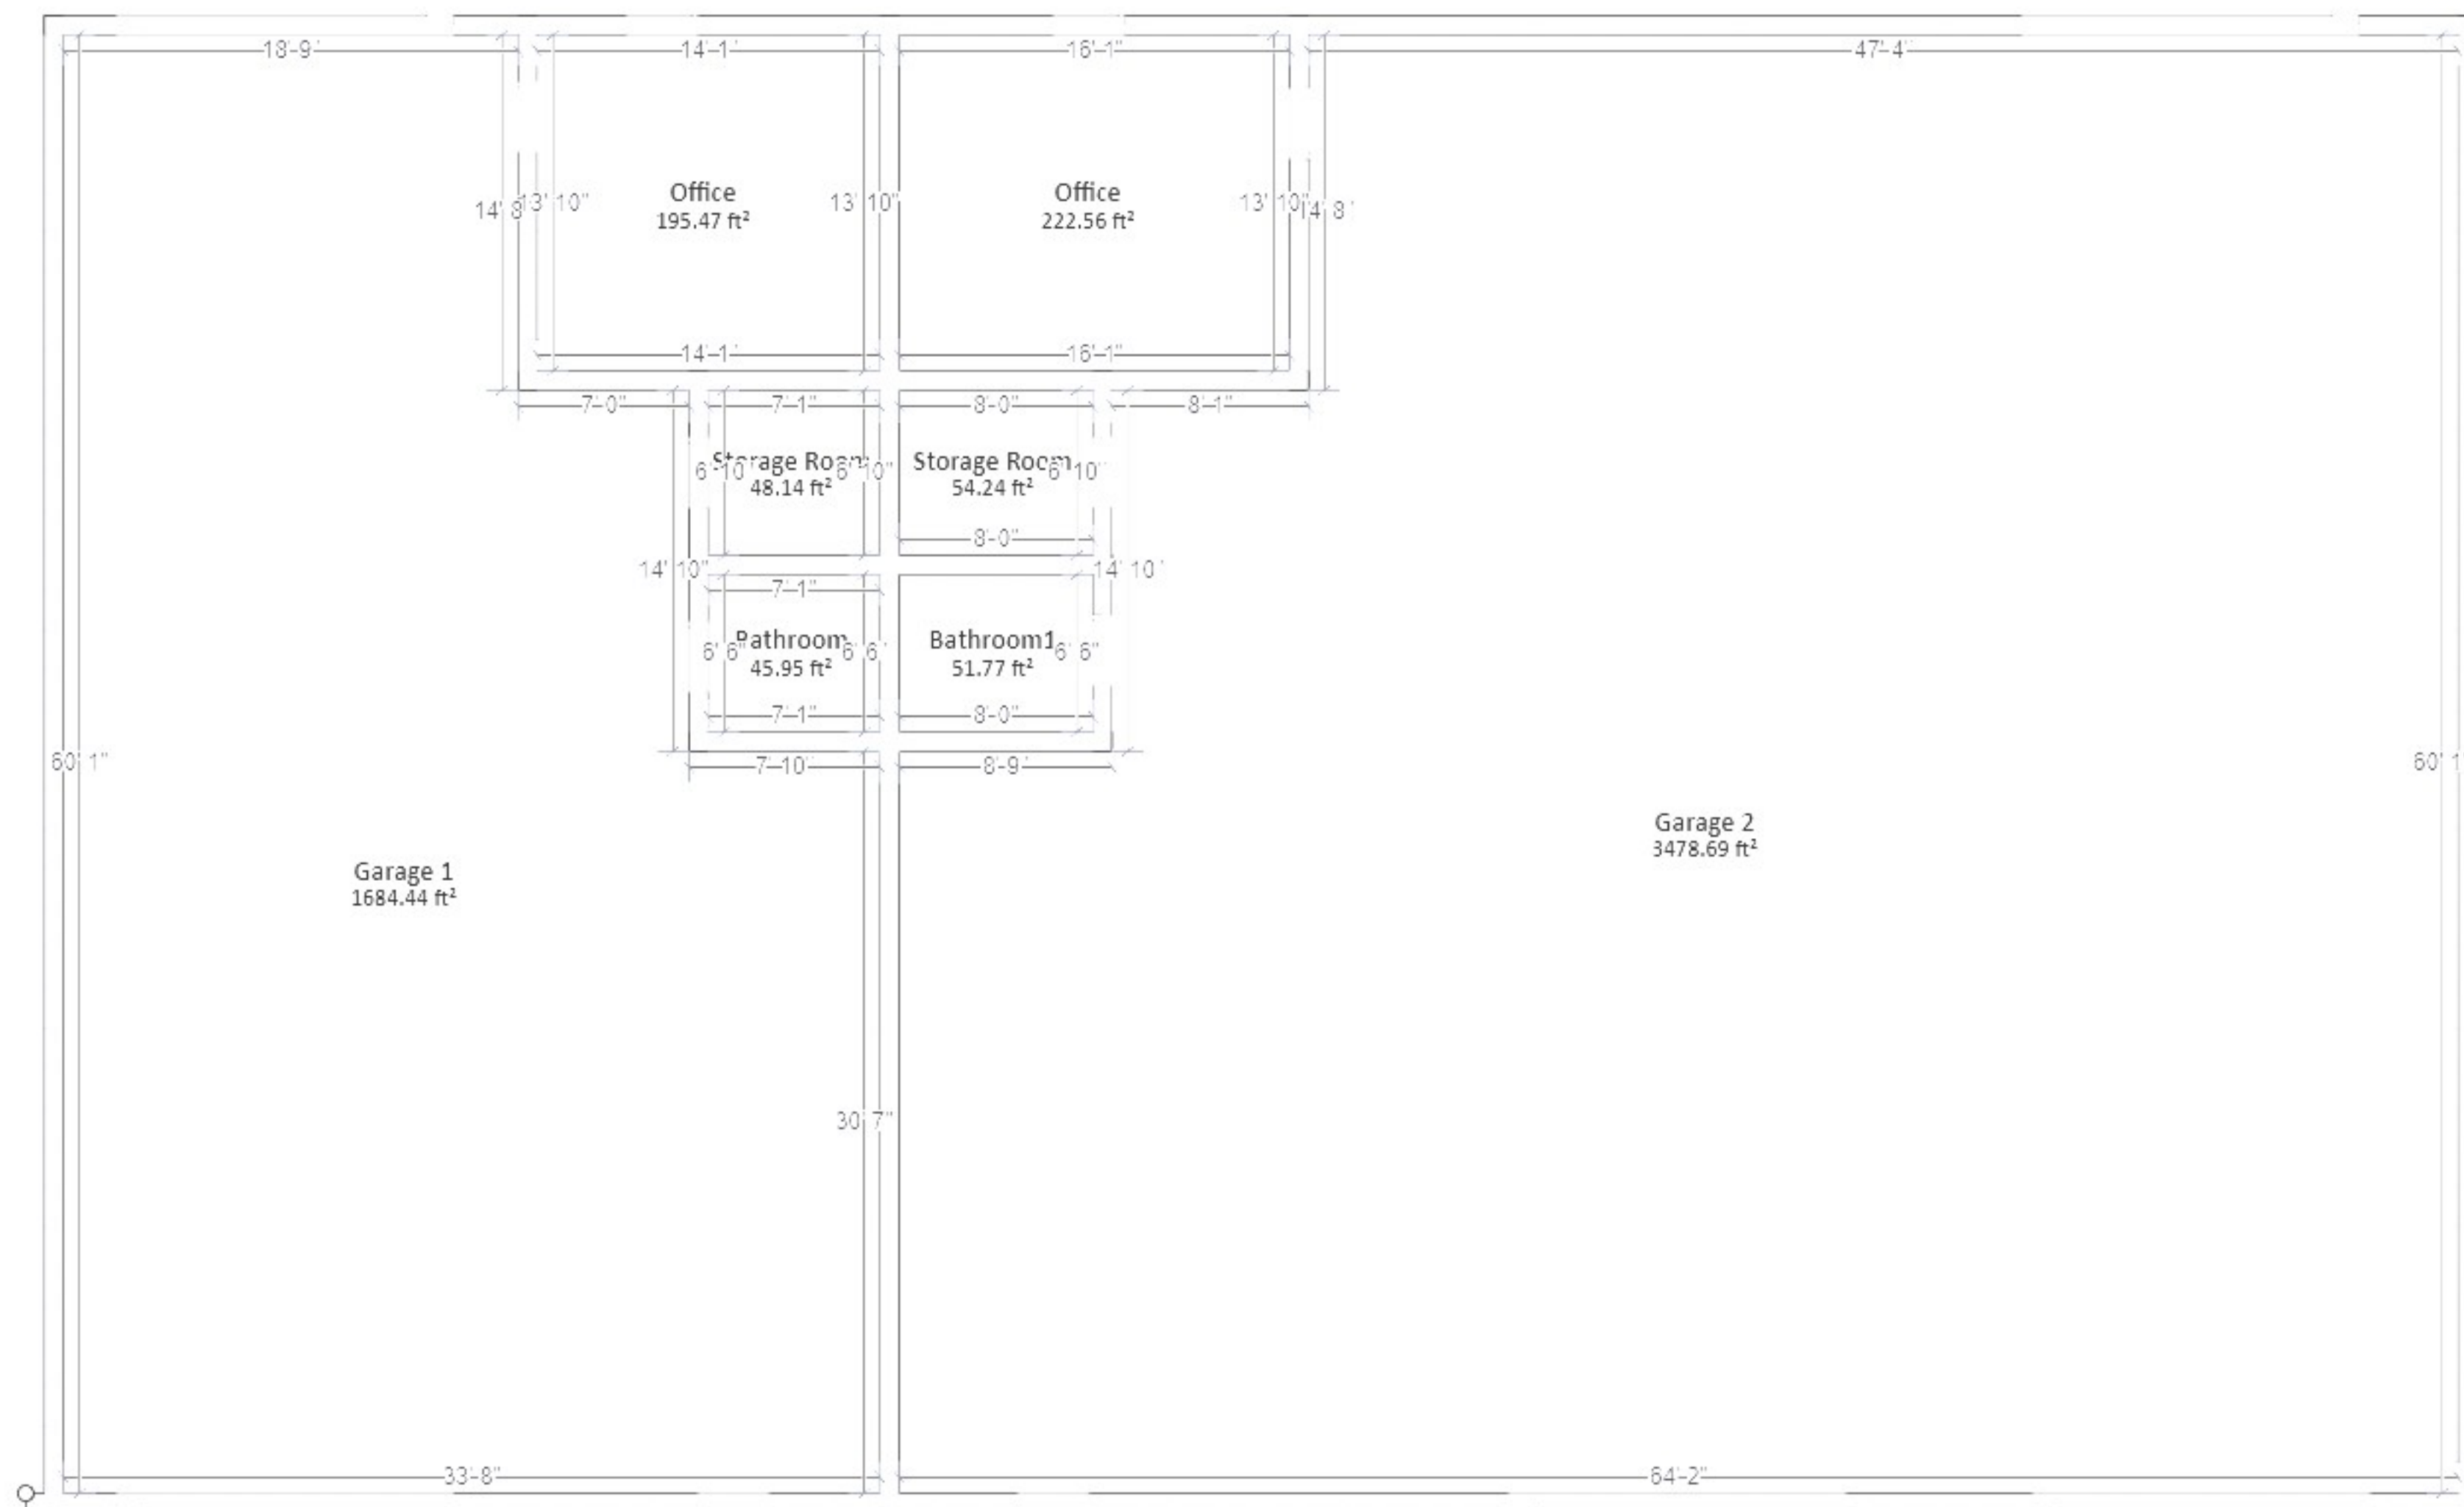 18'-9"
14'-1"
16'-1"
47'-4"
Office
195.47 ft²
Office
222.56 ft²
14' 8"
13' 10"
13' 10"
13' 10"
14' 8"
14'-1"
16'-1"
7'-0"
7'-1"
8'-0"
8'-1"
Storage Room
48.14 ft²
Storage Room
54.24 ft²
6' 10"
6' 10"
6' 10"
8'-0"
14' 10"
14' 10"
7'-1"
Bathroom
45.95 ft²
Bathroom1
51.77 ft²
6' 6"
6' 6"
6' 6"
7'-1"
8'-0"
7'-10"
8'-9"
60' 1"
60' 1
Garage 2
3478.69 ft²
Garage 1
1684.44 ft²
30' 7"
33'-8"
64'-2"